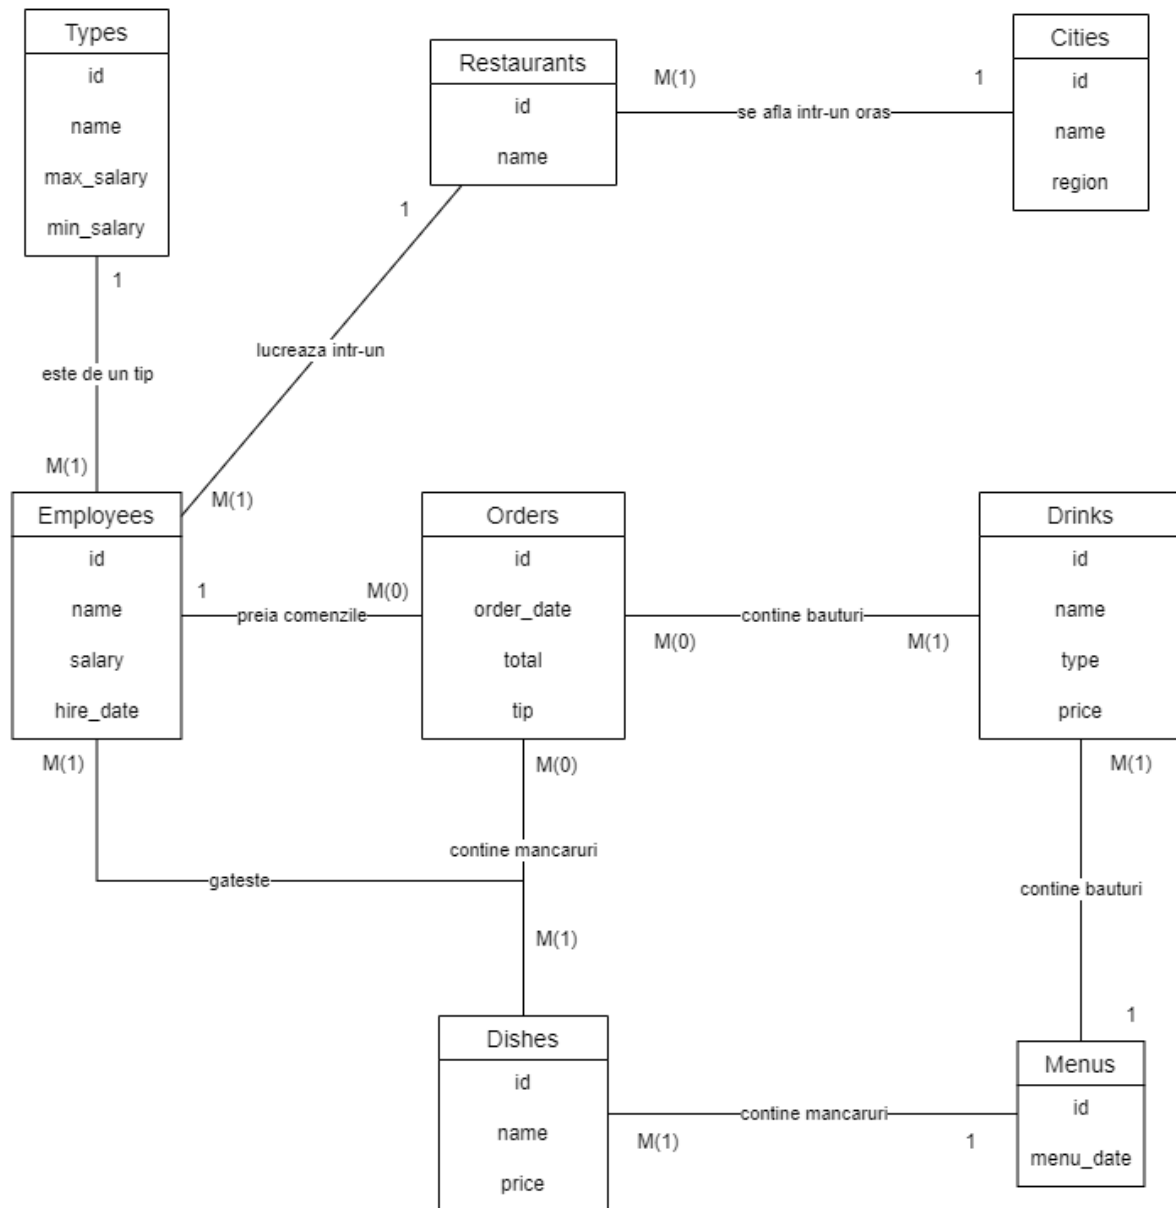 Types
id
name
max_salary
min_salary
Restaurants
id
name
Cities
id
name
region
M(1)
1
se afla intr-un oras
1
1
lucreaza intr-un
este de un tip
M(1)
M(1)
Employees
id
name
salary
hire_date
Orders
id
order_date
total
tip
Drinks
id
name
type
price
1
M(0)
preia comenzile
contine bauturi
M(0)
M(1)
M(1)
M(0)
M(1)
contine mancaruri
gateste
contine bauturi
M(1)
1
Dishes
id
name
price
Menus
id
menu_date
contine mancaruri
M(1)
1